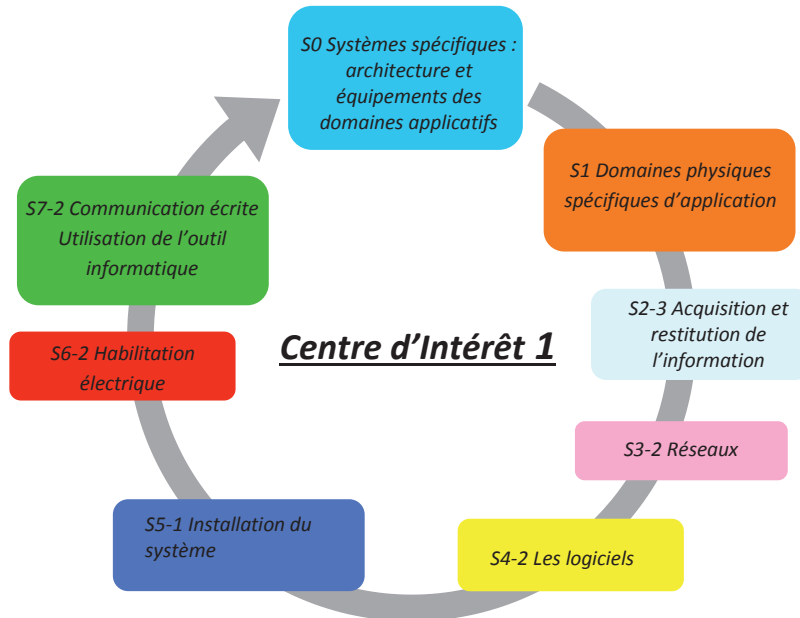 S0 Systèmes spécifiques :
architecture et
équipements des
domaines applicatifs
S1 Domaines physiques
spécifiques d’application
S2-3 Acquisition et
restitution de
l’information
S3-2 Réseaux
S4-2 Les logiciels
S5-1 Installation du
système
S6-2 Habilitation
électrique
S7-2 Communication écrite
Utilisation de l’outil
informatique
Centre d’Intérêt 1